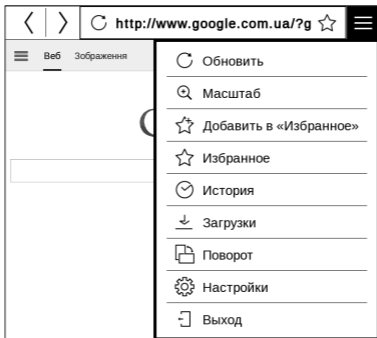 http://www.google.com.ua/?g
Веб Зображення
Обновить
Масштаб
Добавить в «Избранное»
Избранное
История
Загрузки
Поворот
Настройки
Выход